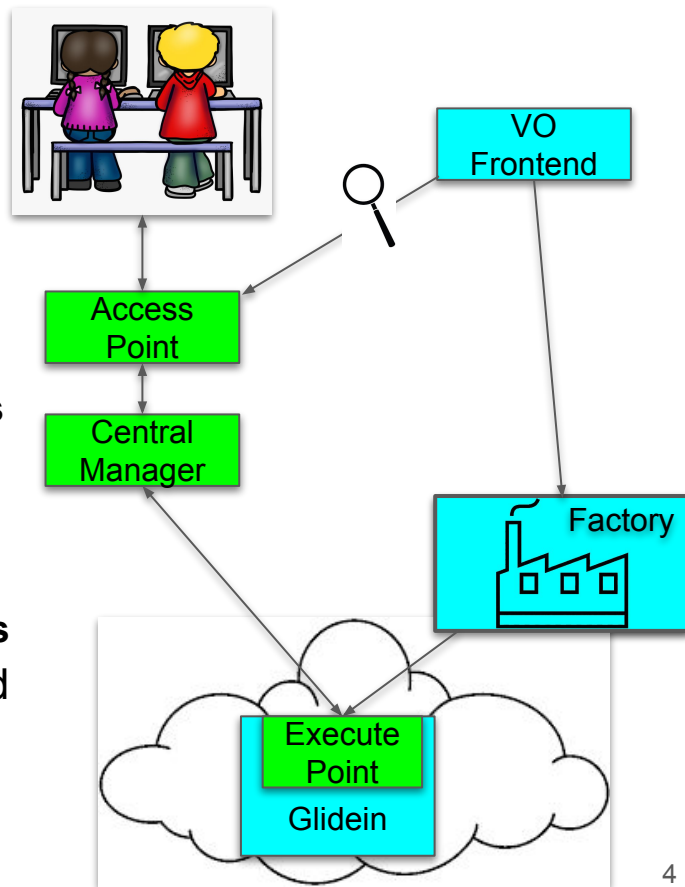 VO
Frontend
Access
Point
s
Central
Manager
Factory
s
d
Execute
Point
Glidein
4